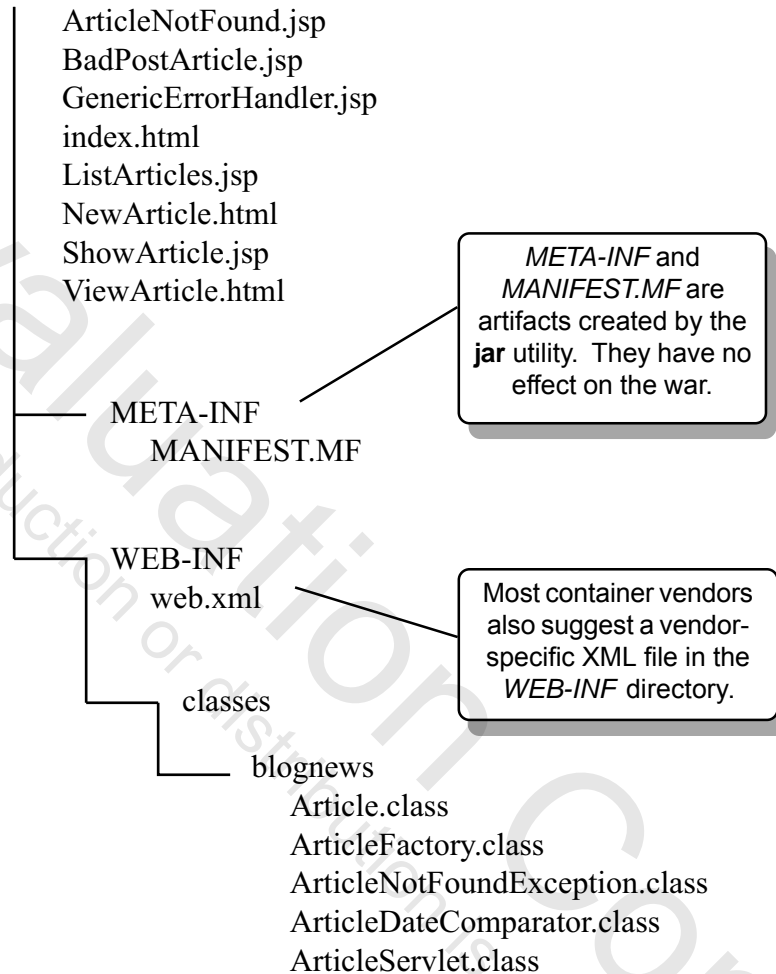 ArticleNotFound.jsp
BadPostArticle.jsp
GenericErrorHandler.jsp
index.html
ListArticles.jsp
NewArticle.html
ShowArticle.jsp
ViewArticle.html
META-INF and
MANIFEST.MF are
artifacts created by the
jar utility. They have no
effect on the war.
META-INF
MANIFEST.MF
WEB-INF
web.xml
Most container vendors
also suggest a vendor-
specific XML file in the
WEB-INF directory.
classes
blognews
Article.class
ArticleFactory.class
ArticleNotFoundException.class
ArticleDateComparator.class
ArticleServlet.class